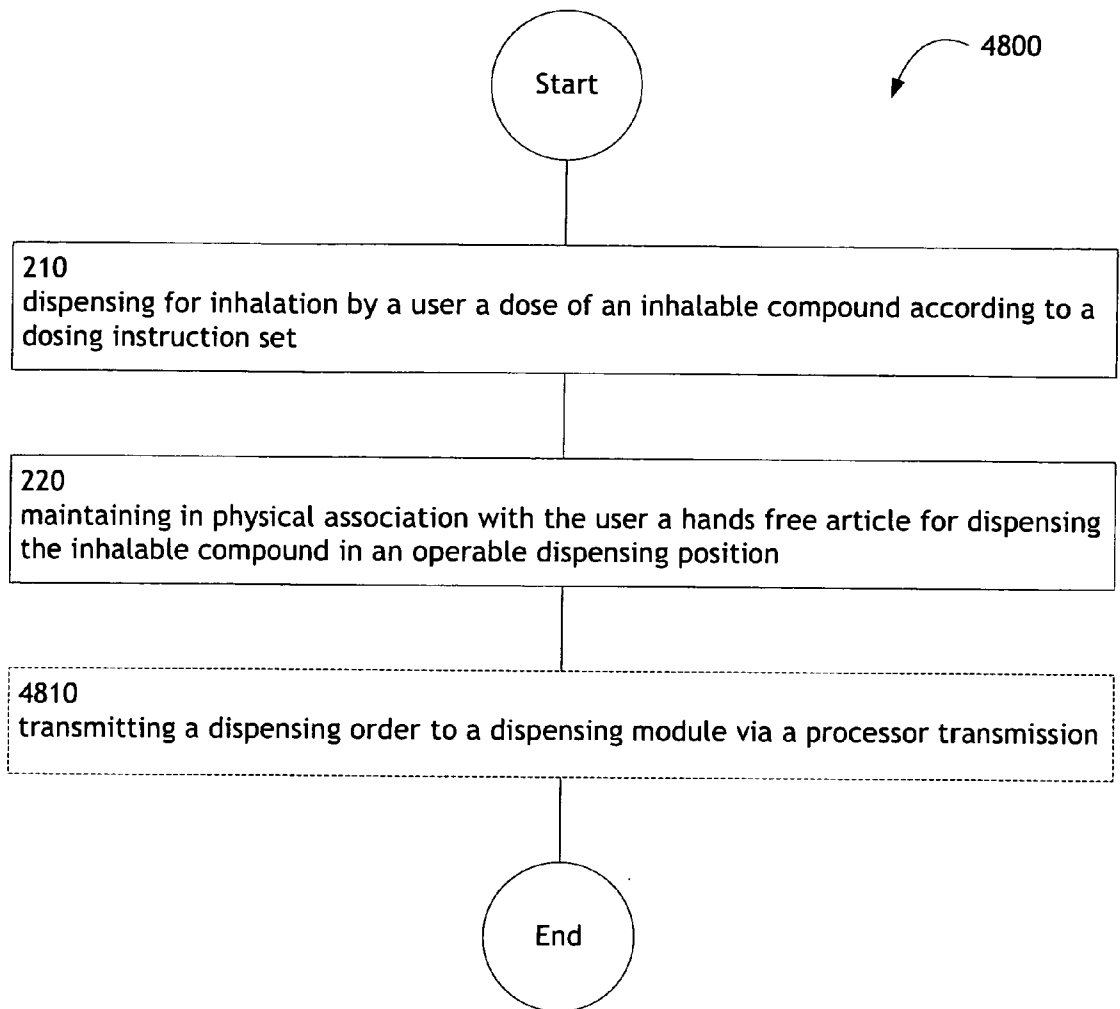 4800
Start
210
dispensing for inhalation by a user a dose of an inhalable compound according to a
dosing instruction set
220
maintaining in physical association with the user a hands free article for dispensing
the inhalable compound in an operable dispensing position
4810
transmitting a dispensing order to a dispensing module via a processor transmission
End